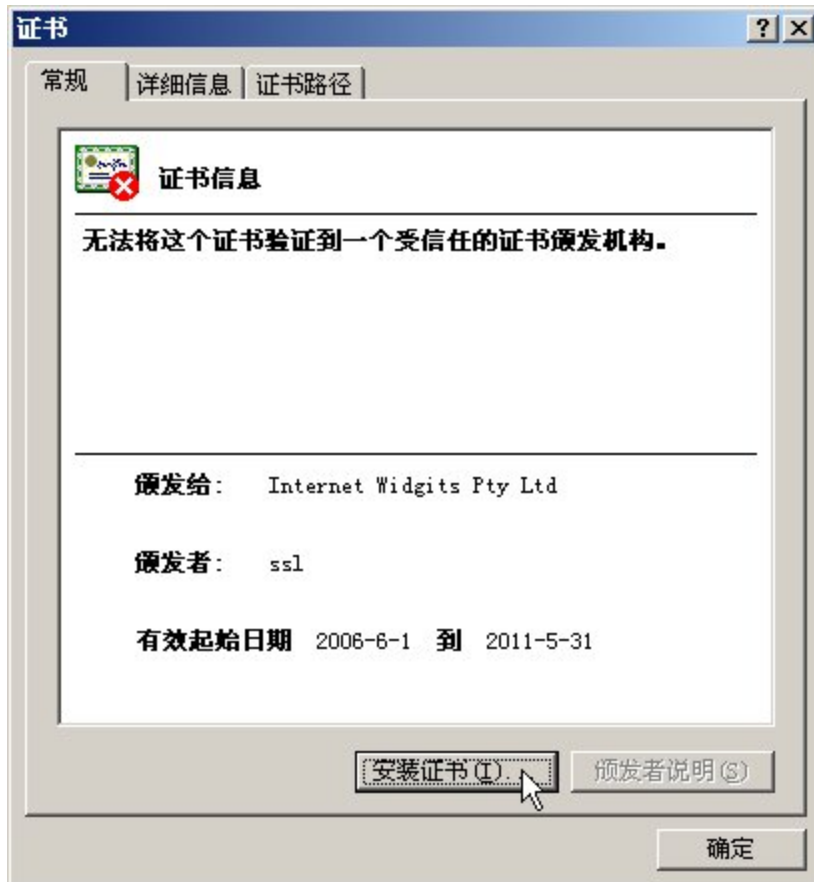 证书
常规 详细信息 证书路径
证书信息
无法将这个证书验证到一个受信任的证书颁发机构。
颁发给: Internet Widgits Pty Ltd
颁发者: ssl
有效起始日期 2006-6-1 到 2011-5-31
安装证书(I).. 颁发者说明(S)
确定